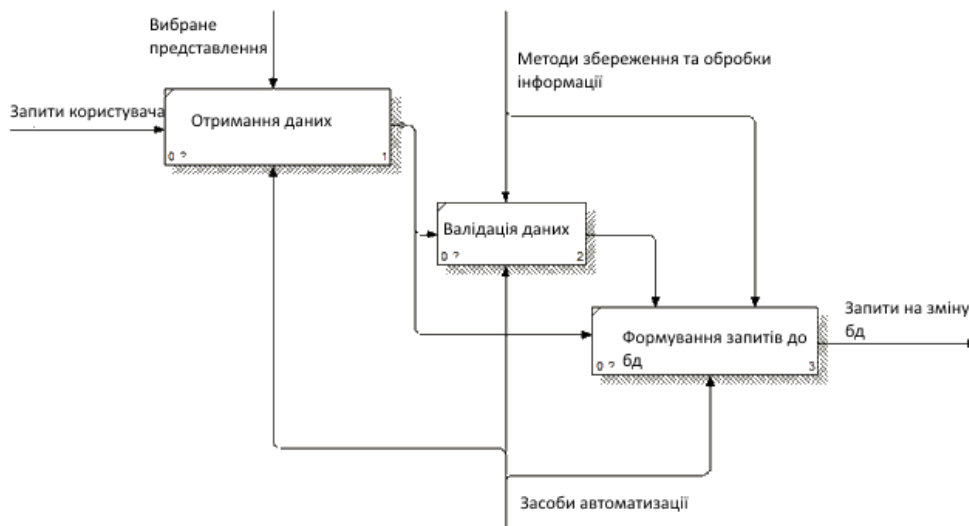 Вибране
представлення
Методи збереження та обробки
інформації
Запити користувача
Отримання даних
0 ?
1
Валідація даних
0 ?
2
Запити на зміну
бд
Формування запитів до
бд
0 ?
3
Засоби автоматизації